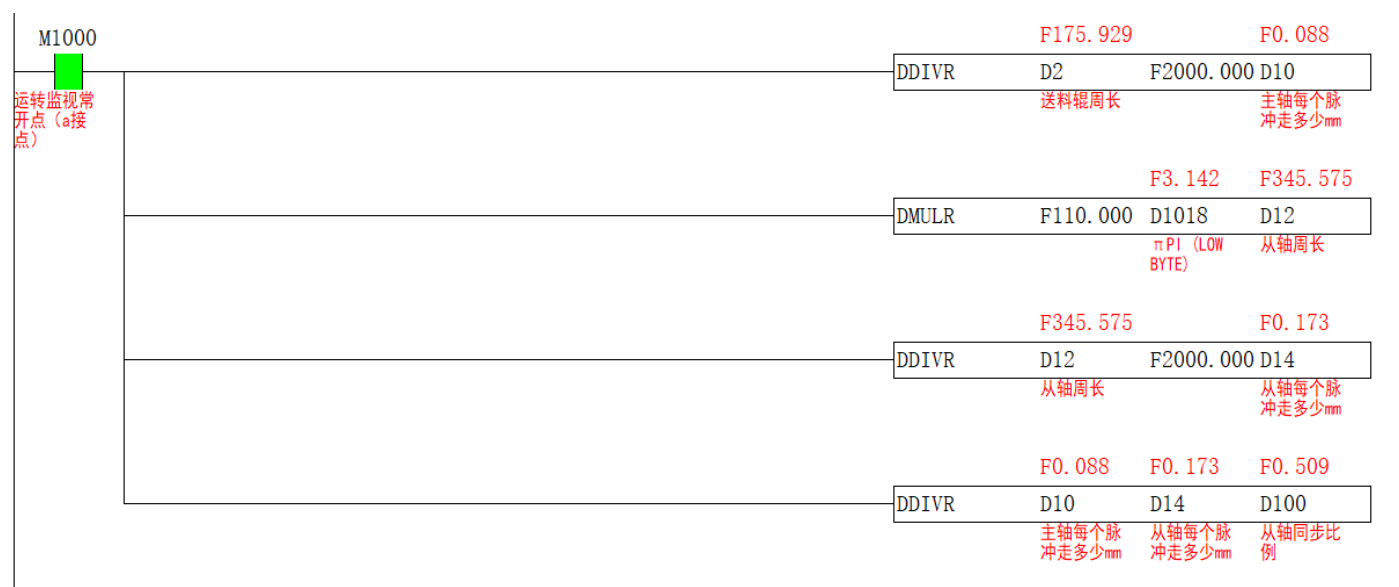 M1000
运转监视常
开点（a接
点）
F175.929 F0.088
DDIVR D2 F2000.000 D10
送料辊周长 主轴每个脉
冲走多少mm
F3.142 F345.575
DMULR F110.000 D1018 D12
πPI（LOW 从轴周长
BYTE）
F345.575 F0.173
DDIVR D12 F2000.000 D14
从轴周长 从轴每个脉
冲走多少mm
F0.088 F0.173 F0.509
DDIVR D10 D14 D100
主轴每个脉 从轴每个脉 从轴同步比
冲走多少mm 冲走多少mm 例